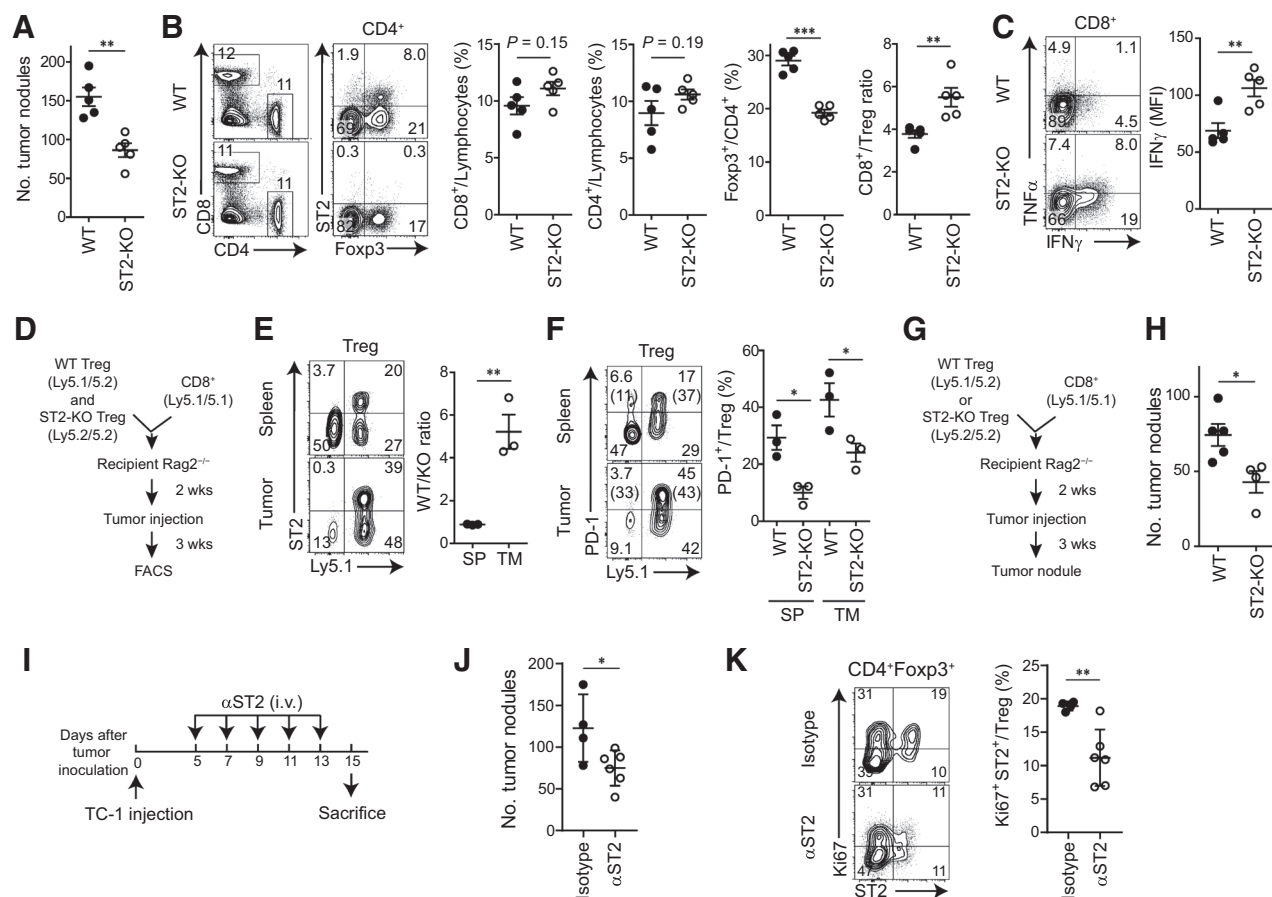 A
No. tumor nodules
200
150
100
50
0
**
WT
ST2-KO
B
CD4⁺
WT
ST2-KO
12
11
11
11
CD8
CD4
1.9
8.0
69
21
0.3
0.3
82
17
ST2
Foxp3
CD8⁺/Lymphocytes (%)
15
10
5
0
P = 0.15
WT
ST2-KO
CD4⁺/Lymphocytes (%)
15
10
5
0
P = 0.19
WT
ST2-KO
Foxp3⁺/CD4⁺ (%)
30
20
10
0
***
WT
ST2-KO
CD8⁺/Treg ratio
8
6
4
2
0
**
WT
ST2-KO
C
CD8⁺
WT
ST2-KO
4.9
1.1
89
4.5
7.4
8.0
66
19
TNFα
IFNγ
IFNγ (MFI)
150
100
50
0
**
WT
ST2-KO
D
WT Treg
(Ly5.1/5.2)
and
ST2-KO Treg
(Ly5.2/5.2)
CD8⁺
(Ly5.1/5.1)
Recipient Rag2⁻/⁻
2 wks
Tumor injection
3 wks
FACS
E
Treg
Spleen
Tumor
3.7
20
50
27
0.3
39
13
48
ST2
Ly5.1
WT/KO ratio
8
6
4
2
0
**
SP
TM
F
Treg
Spleen
Tumor
6.6
(11)
17
(37)
47
29
3.7
(33)
45
(43)
9.1
42
PD-1
Ly5.1
PD-1⁺/Treg (%)
60
40
20
0
*
*
WT
ST2-KO
WT
ST2-KO
SP
TM
G
WT Treg
(Ly5.1/5.2)
or
ST2-KO Treg
(Ly5.2/5.2)
CD8⁺
(Ly5.1/5.1)
Recipient Rag2⁻/⁻
2 wks
Tumor injection
3 wks
Tumor nodule
H
No. tumor nodules
100
50
0
*
WT
ST2-KO
I
αST2 (i.v.)
Days after
tumor
inoculation
0
5
7
9
11
13
15
TC-1 injection
Sacrifice
J
No. tumor nodules
200
150
100
50
0
*
Isotype
αST2
K
CD4⁺Foxp3⁺
Isotype
αST2
31
19
39
10
31
11
47
11
Ki67
ST2
Ki67⁺ ST2⁺/Treg (%)
25
20
15
10
5
0
**
Isotype
αST2